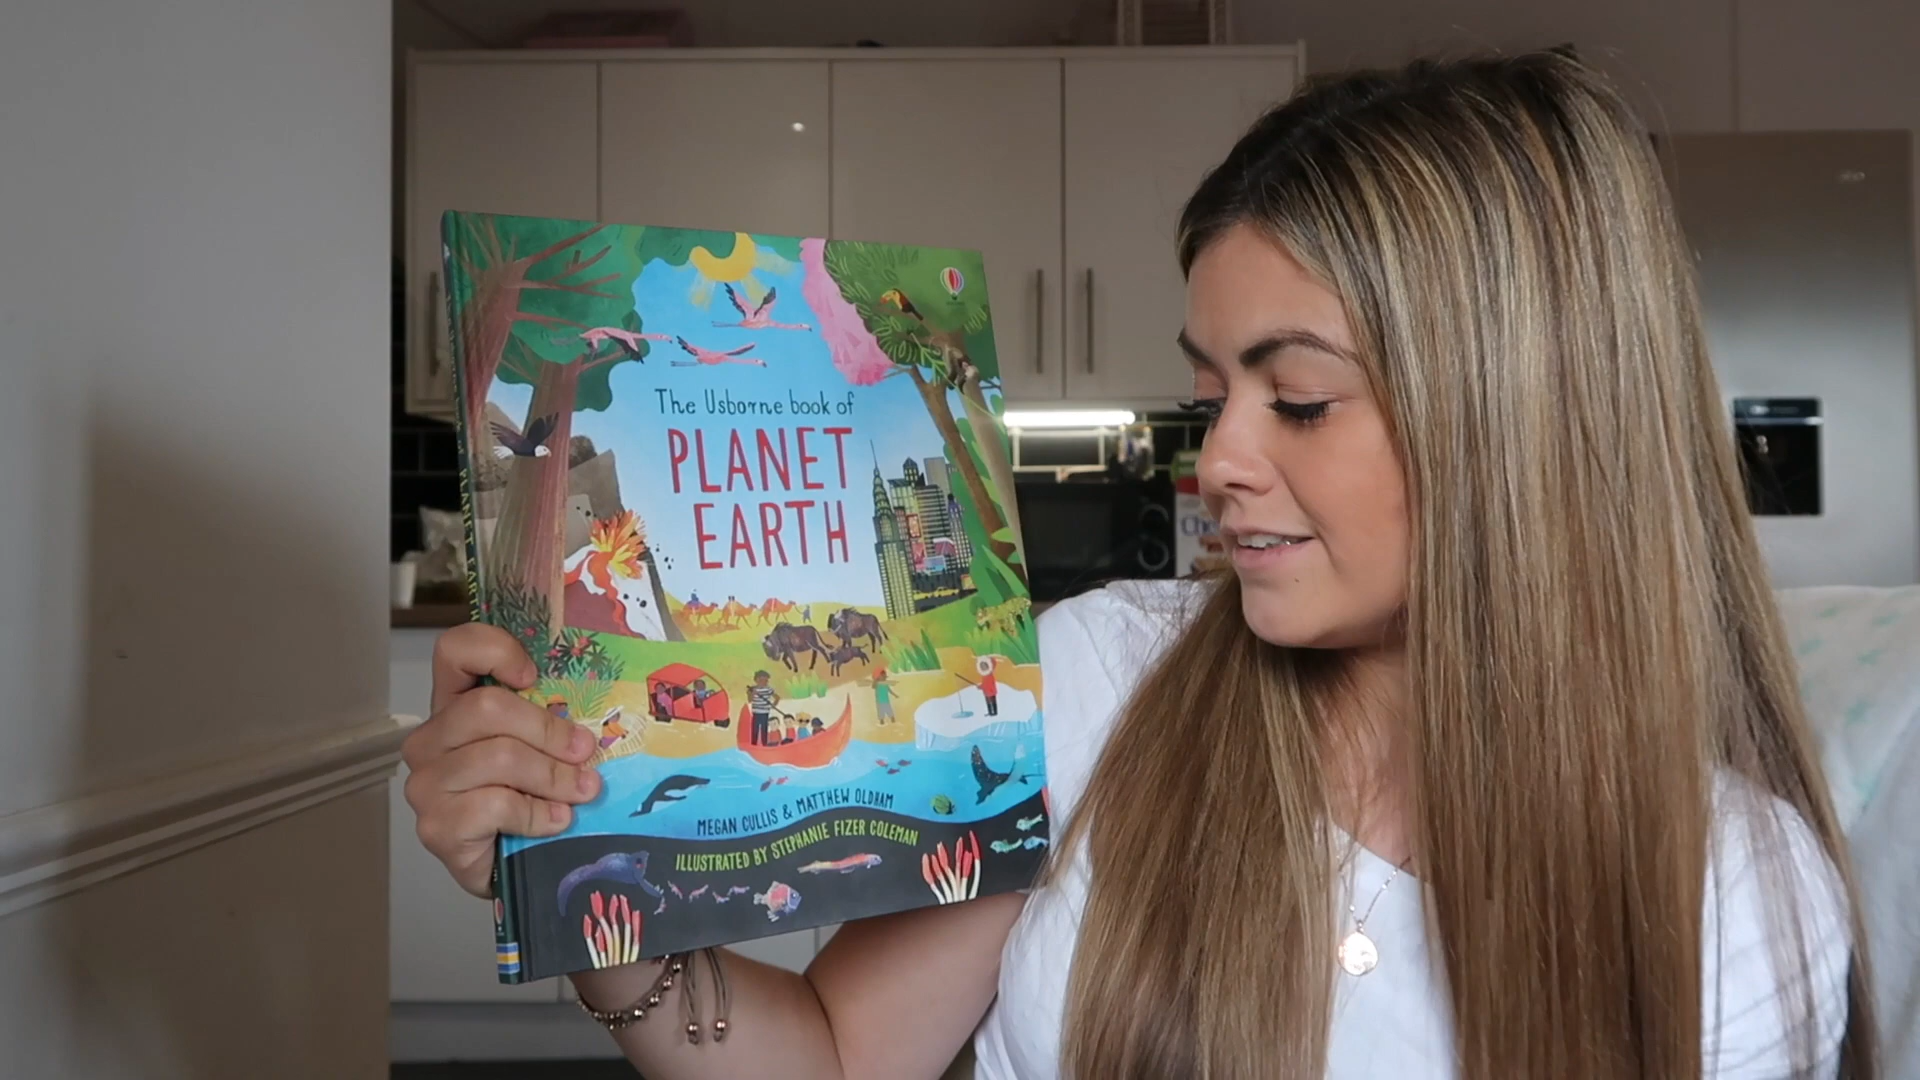 The Usborne book of
PLANET
EARTH
MEGAN CULLIS & MATTHEW OLDHAM
ILLUSTRATED BY STEPHANIE FIZER COLEMAN